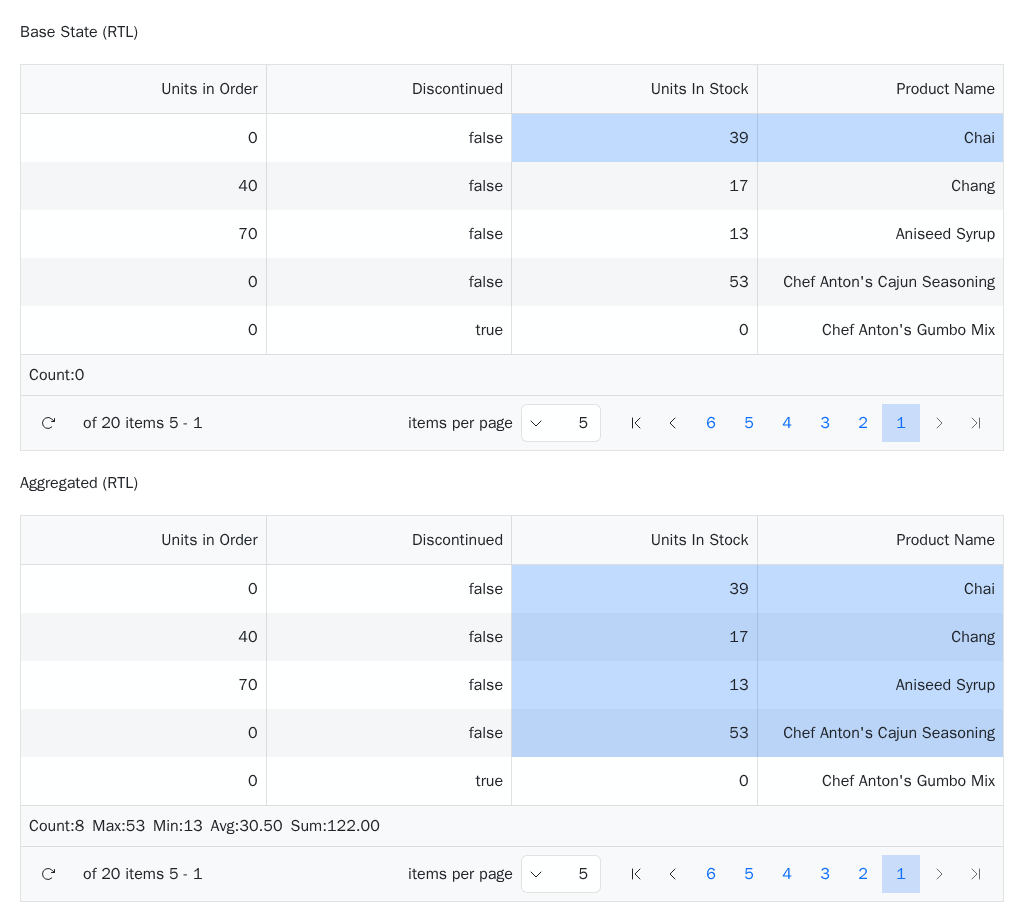 Base State (RTL)
Units in Order Discontinued Units In Stock Product Name
0 false 39 Chai
40 false 17 Chang
70 false 13 Aniseed Syrup
0 false 53 Chef Anton's Cajun Seasoning
0 true 0 Chef Anton's Gumbo Mix
Count:0
of 20 items 5 - 1 items per page 5 6 5 4 3 2 1
Aggregated (RTL)
Units in Order Discontinued Units In Stock Product Name
0 false 39 Chai
40 false 17 Chang
70 false 13 Aniseed Syrup
0 false 53 Chef Anton's Cajun Seasoning
0 true 0 Chef Anton's Gumbo Mix
Count:8 Max:53 Min:13 Avg:30.50 Sum:122.00
of 20 items 5 - 1 items per page 5 6 5 4 3 2 1